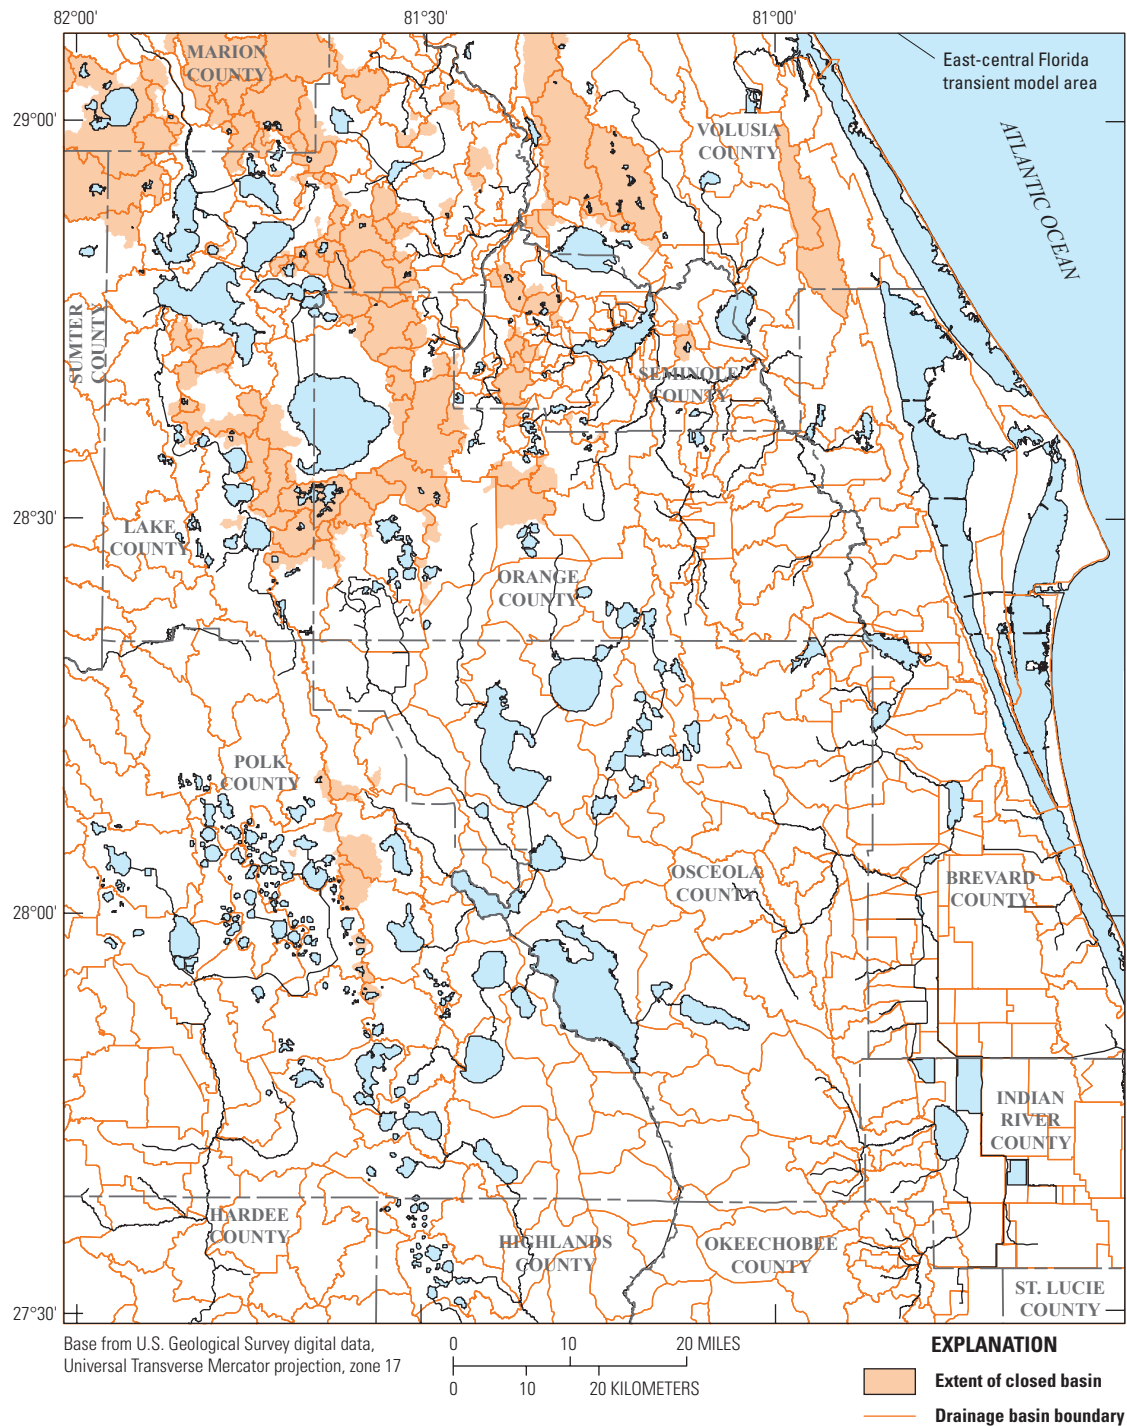 82°00'
81°30'
81°00'
MARION
COUNTY
East-central Florida
transient model area
29°00'
VOLUSIA
COUNTY
ATLANTIC OCEAN
SUMTER
COUNTY
SEMINOLE
COUNTY
28°30'
LAKE
COUNTY
ORANGE
COUNTY
POLK
COUNTY
OSCEOLA
COUNTY
BREVARD
COUNTY
28°00'
INDIAN
RIVER
COUNTY
HARDEE
COUNTY
HIGHLANDS
COUNTY
OKEECHOBEE
COUNTY
ST. LUCIE
COUNTY
27°30'
Base from U.S. Geological Survey digital data,
Universal Transverse Mercator projection, zone 17
0 10 20 MILES
0 10 20 KILOMETERS
EXPLANATION
Extent of closed basin
Drainage basin boundary